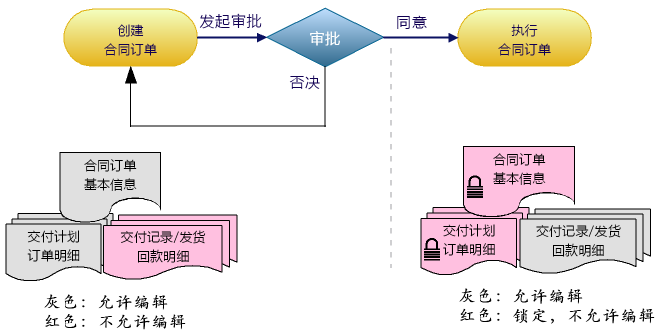 创建
合同订单
发起审批
审批
同意
执行
合同订单
否决
合同订单
基本信息
交付计划
订单明细
交付记录/发货
回款明细
灰色：允许编辑
红色：不允许编辑
合同订单
基本信息
交付计划
订单明细
交付记录/发货
回款明细
灰色：允许编辑
红色：锁定，不允许编辑